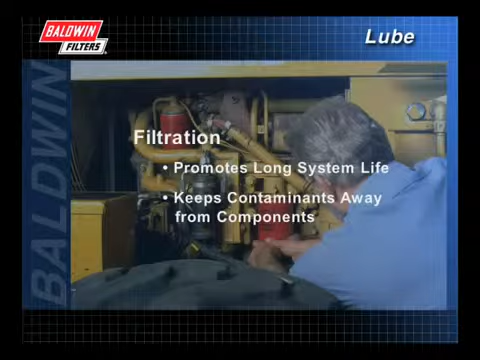 BALDWIN
FILTERS
Lube
BALDWIN
Filtration
• Promotes Long System Life
• Keeps Contaminants Away
from Components